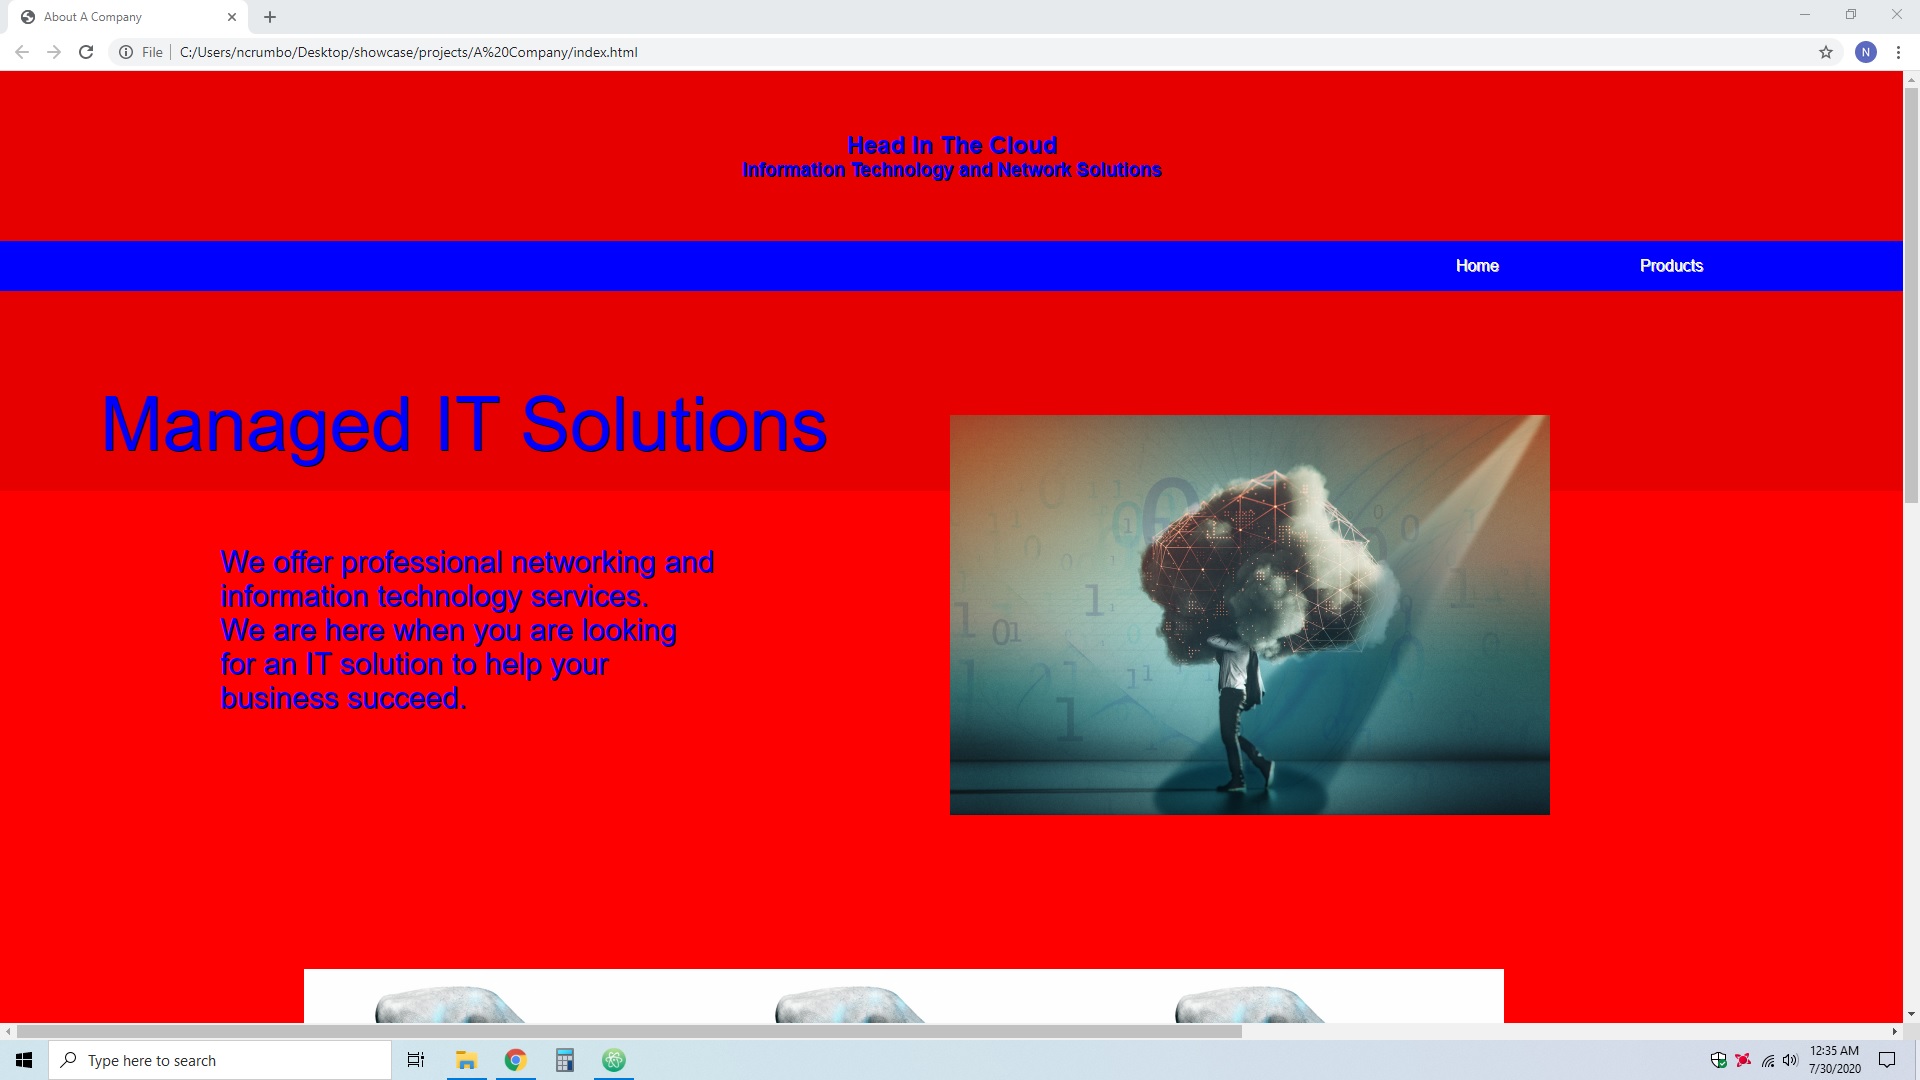 About A Company
File
C:/Users/ncrumbo/Desktop/showcase/projects/A%20Company/index.html
N
Head In The Cloud
Information Technology and Network Solutions
Home
Products
Managed IT Solutions
We offer professional networking and
information technology services.
We are here when you are looking
for an IT solution to help your
business succeed.
Type here to search
12:35 AM
7/30/2020